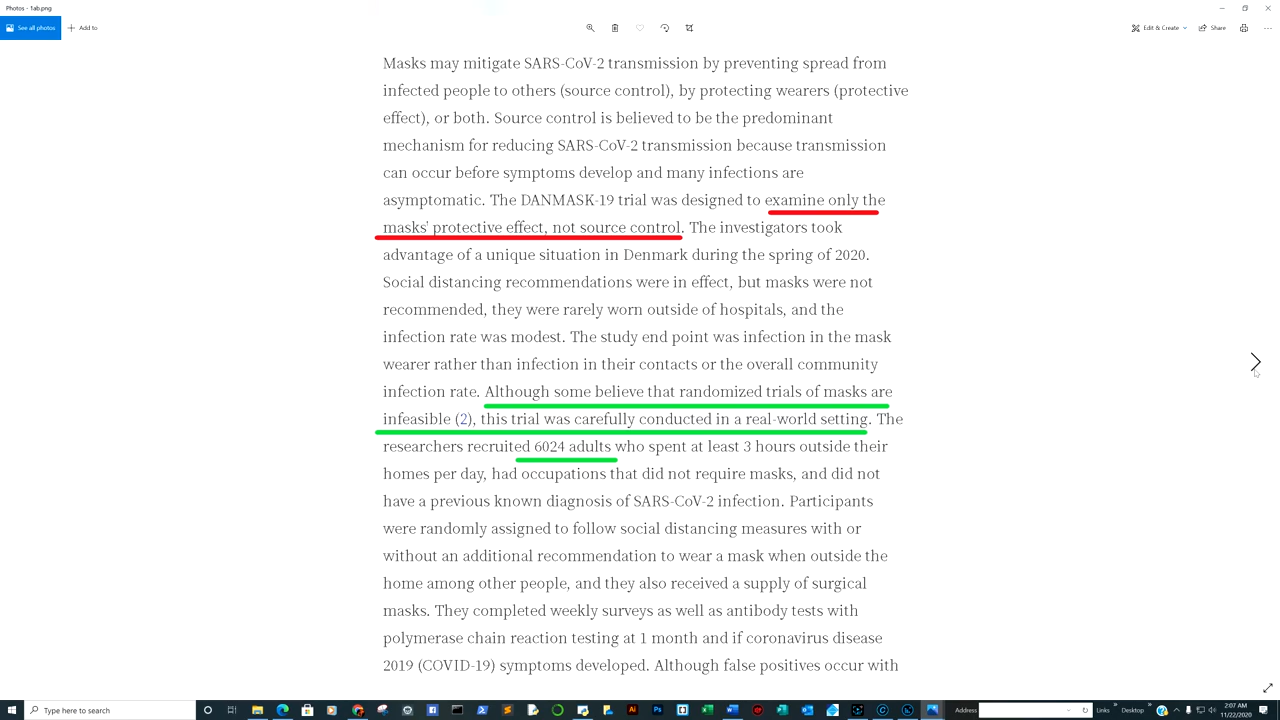 Photos - 1ab.png
See all photos
Add to
Edit & Create
Share
Masks may mitigate SARS-CoV-2 transmission by preventing spread from
infected people to others (source control), by protecting wearers (protective
effect), or both. Source control is believed to be the predominant
mechanism for reducing SARS-CoV-2 transmission because transmission
can occur before symptoms develop and many infections are
asymptomatic. The DANMASK-19 trial was designed to examine only the
masks' protective effect, not source control. The investigators took
advantage of a unique situation in Denmark during the spring of 2020.
Social distancing recommendations were in effect, but masks were not
recommended, they were rarely worn outside of hospitals, and the
infection rate was modest. The study end point was infection in the mask
wearer rather than infection in their contacts or the overall community
infection rate. Although some believe that randomized trials of masks are
infeasible (2), this trial was carefully conducted in a real-world setting. The
researchers recruited 6024 adults who spent at least 3 hours outside their
homes per day, had occupations that did not require masks, and did not
have a previous known diagnosis of SARS-CoV-2 infection. Participants
were randomly assigned to follow social distancing measures with or
without an additional recommendation to wear a mask when outside the
home among other people, and they also received a supply of surgical
masks. They completed weekly surveys as well as antibody tests with
polymerase chain reaction testing at 1 month and if coronavirus disease
2019 (COVID-19) symptoms developed. Although false positives occur with
Type here to search
Address
Links
Desktop
2:07 AM
11/22/2020